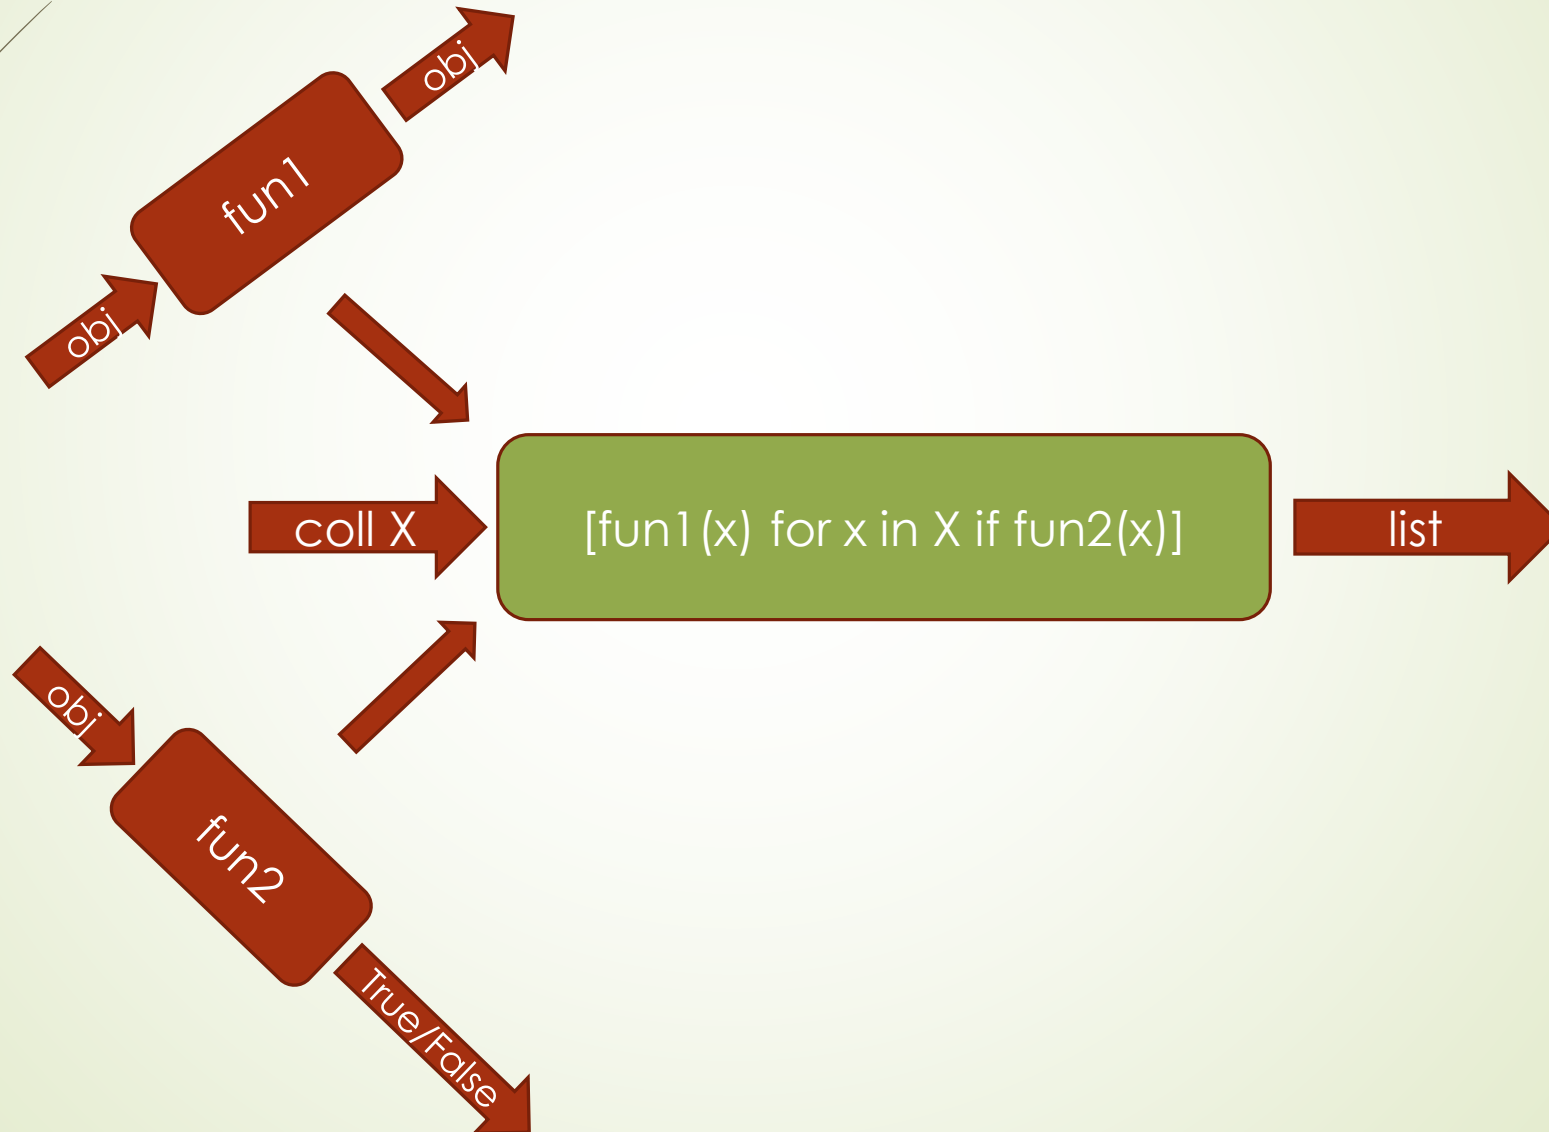 obj
fun1
obj
coll X
[fun1(x) for x in X if fun2(x)]
list
obj
fun2
True/False